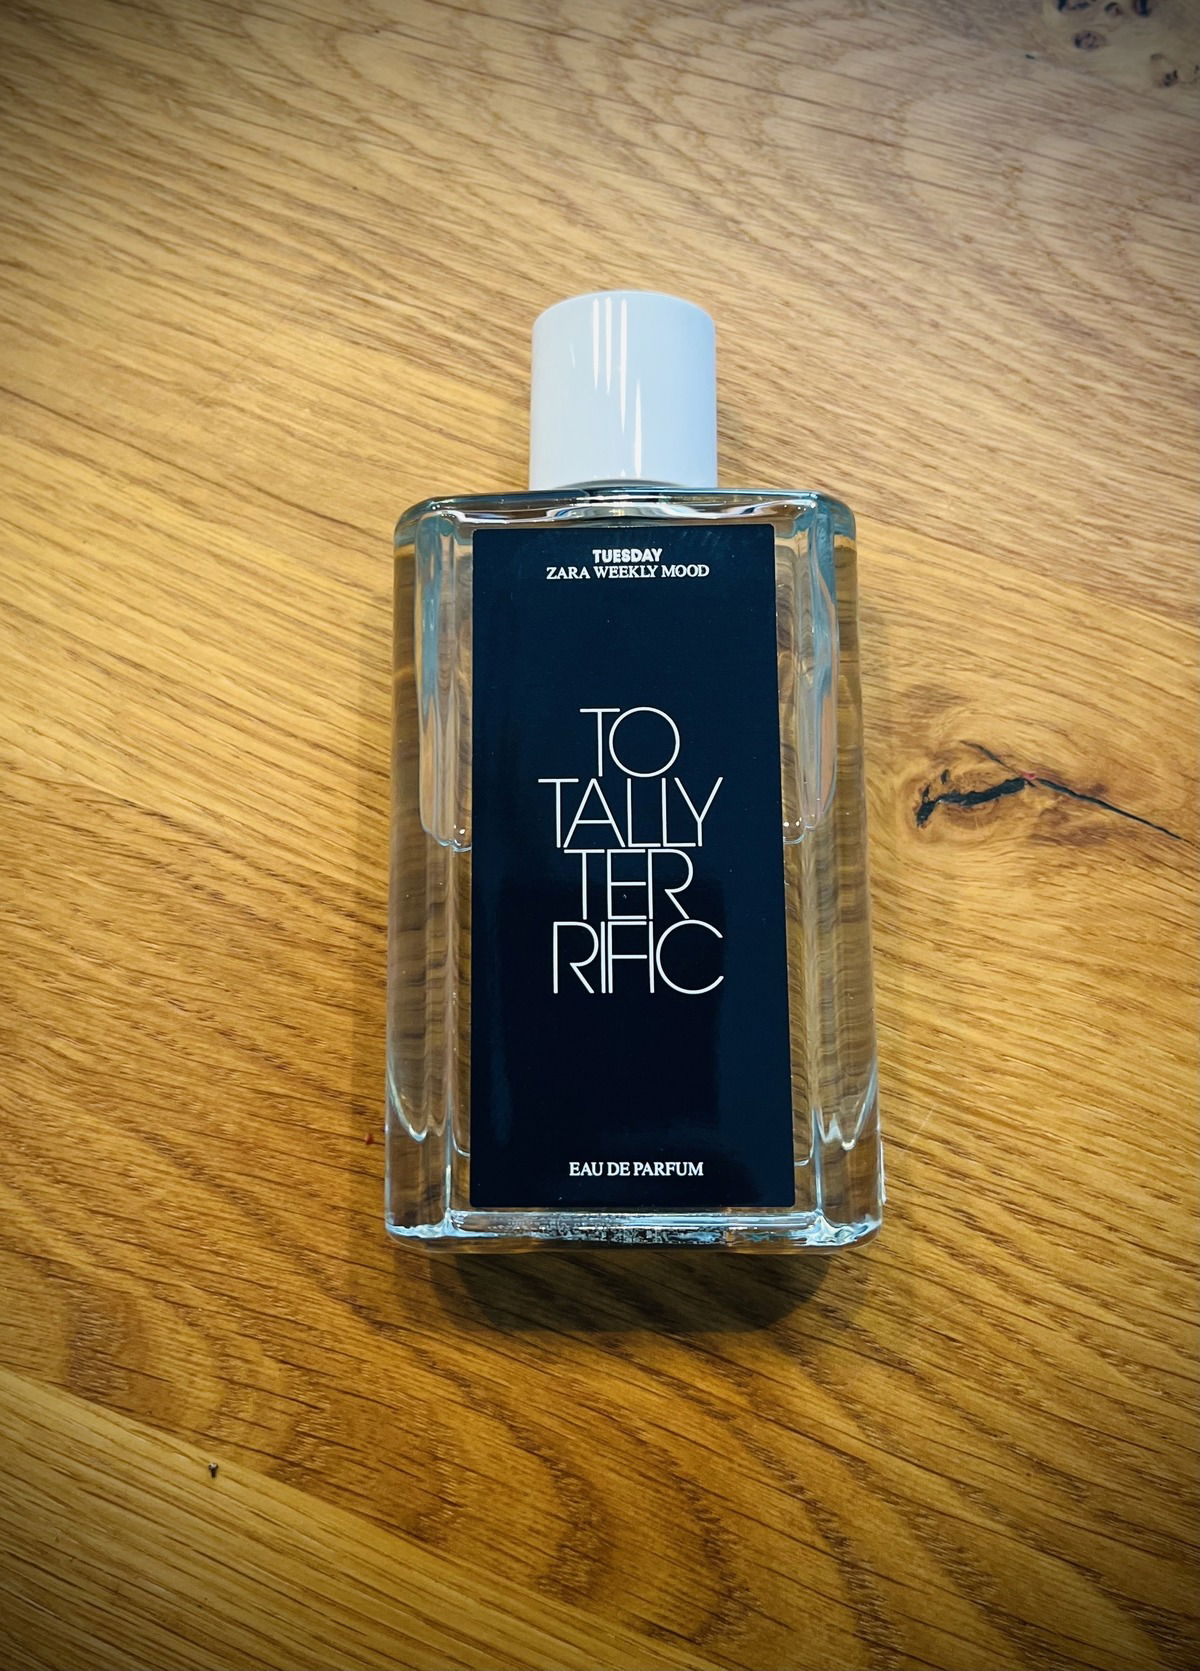 TUESDAY
ZARA WEEKLY MOOD
TO
TALLY
TER
RIFIC
EAU DE PARFUM